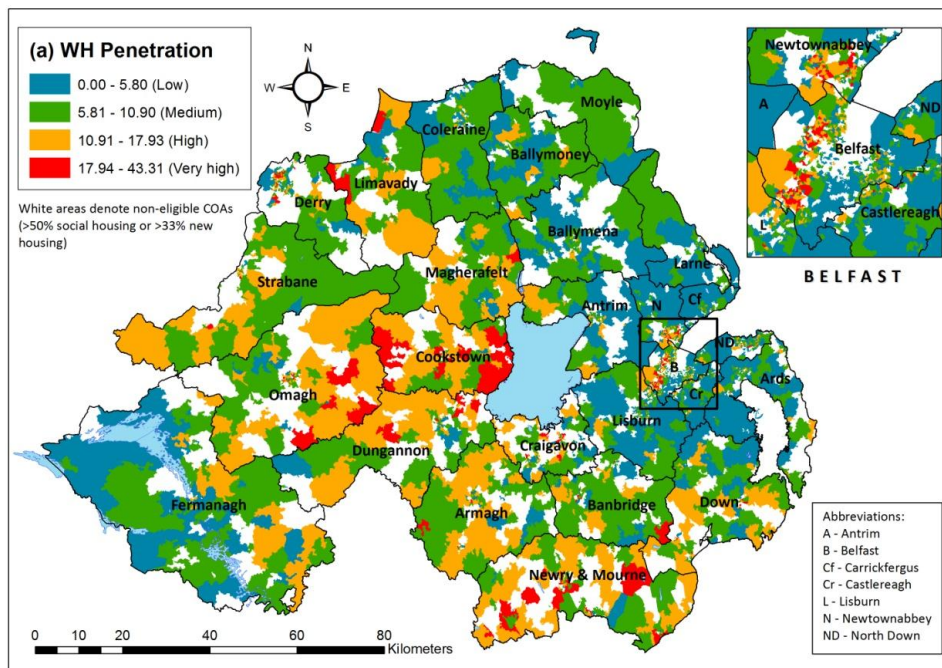 (a) WH Penetration
0.00 - 5.80 (Low)
5.81 - 10.90 (Medium)
10.91 - 17.93 (High)
17.94 - 43.31 (Very high)
White areas denote non-eligible COAs
(>50% social housing or >33% new
housing)
N
W E
S
Moyle
Coleraine
Ballymoney
Limavady
Derry
Ballymena
Strabane
Magherafelt
Larne
Antrim
N
Cf
Cookstown
ND
B
Ards
Omagh
Cr
Lisburn
Dungannon
Craigavon
Fermanagh
Armagh
Banbridge
Down
Newry & Mourne
Newtownabbey
A
ND
Belfast
Castlereagh
L
BELFAST
Abbreviations:
A - Antrim
B - Belfast
Cf - Carrickfergus
Cr - Castlereagh
L - Lisburn
N - Newtownabbey
ND - North Down
0 10 20 40 60 80
Kilometers